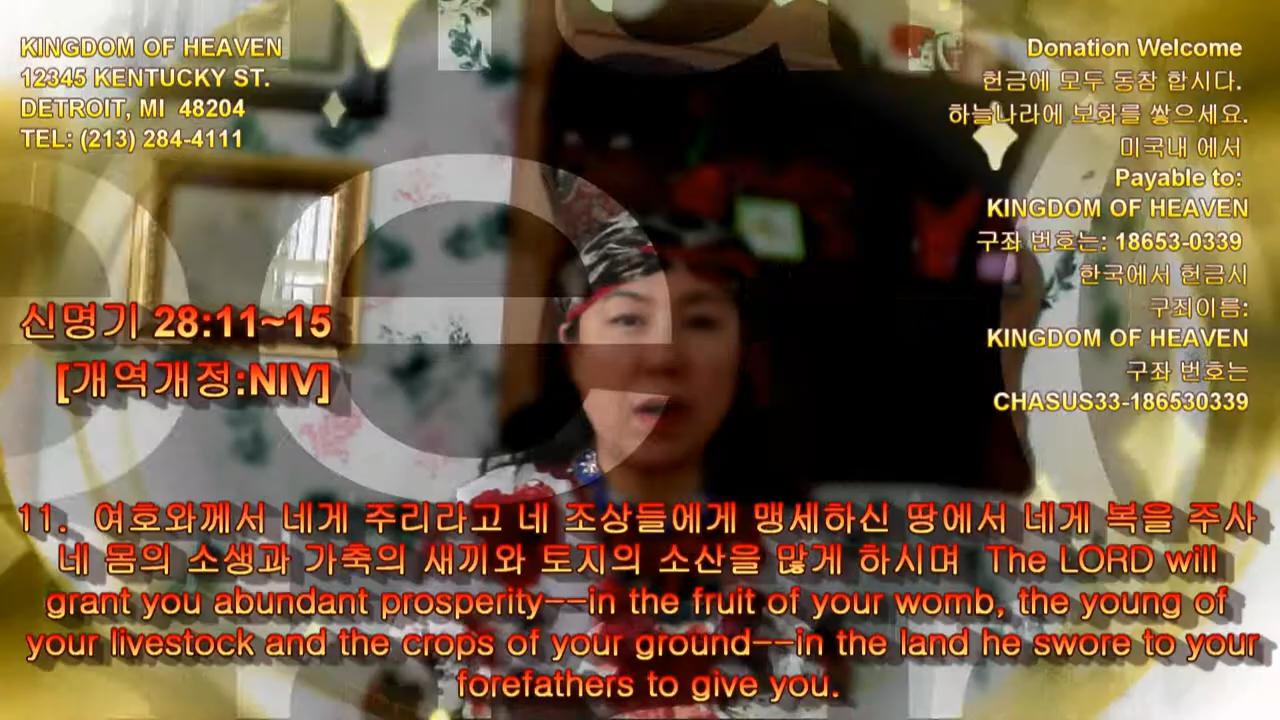 KINGDOM OF HEAVEN
12345 KENTUCKY ST.
DETROIT, MI 48204
TEL: (213) 284-4111
Donation Welcome
헌금에 모두 동참 합시다.
하늘나라에 보화를 쌓으세요.
미국내 에서
Payable to:
KINGDOM OF HEAVEN
구좌 번호는: 18653-0339
한국에서 헌금시
구죄이름:
KINGDOM OF HEAVEN
구좌 번호는
CHASUS33-186530339
신명기 28:11~15
[개역개정:NIV]
11. 여호와께서 네게 주리라고 네 조상들에게 맹세하신 땅에서 네게 복을 주사
네 몸의 소생과 가축의 새끼와 토지의 소산을 많게 하시며 The LORD will
grant you abundant prosperity--in the fruit of your womb, the young of
your livestock and the crops of your ground--in the land he swore to your
forefathers to give you.